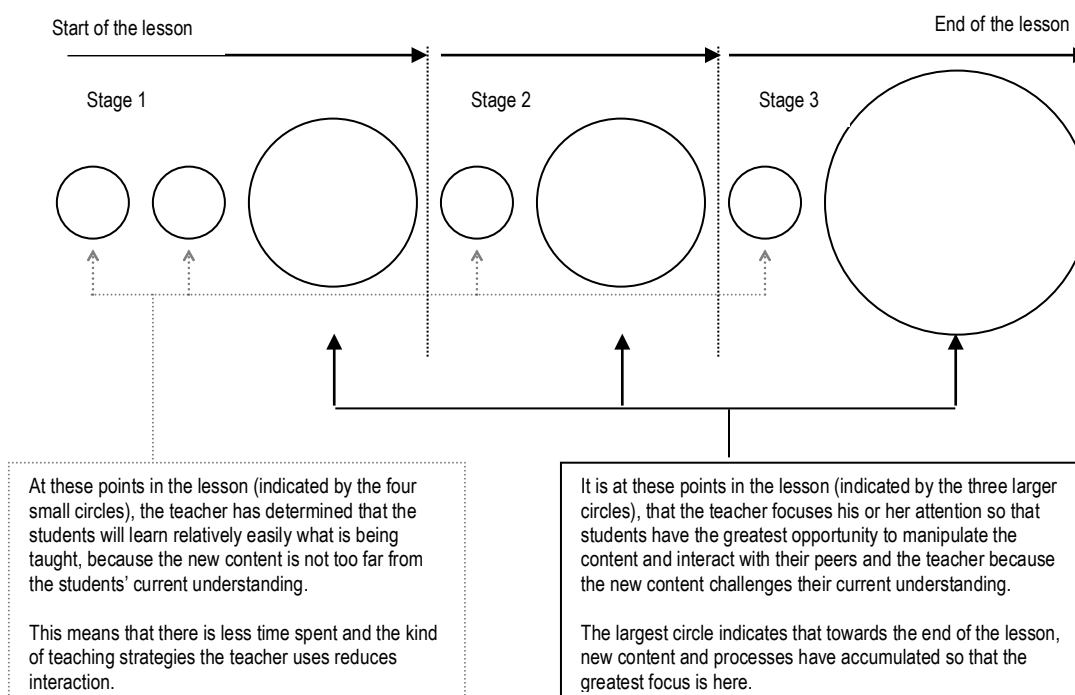 Start of the lesson
End of the lesson
Stage 1
Stage 2
Stage 3
At these points in the lesson (indicated by the four
small circles), the teacher has determined that the
students will learn relatively easily what is being
taught, because the new content is not too far from
the students’ current understanding.
This means that there is less time spent and the kind
of teaching strategies the teacher uses reduces
interaction.
It is at these points in the lesson (indicated by the three larger
circles), that the teacher focuses his or her attention so that
students have the greatest opportunity to manipulate the
content and interact with their peers and the teacher because
the new content challenges their current understanding.
The largest circle indicates that towards the end of the lesson,
new content and processes have accumulated so that the
greatest focus is here.